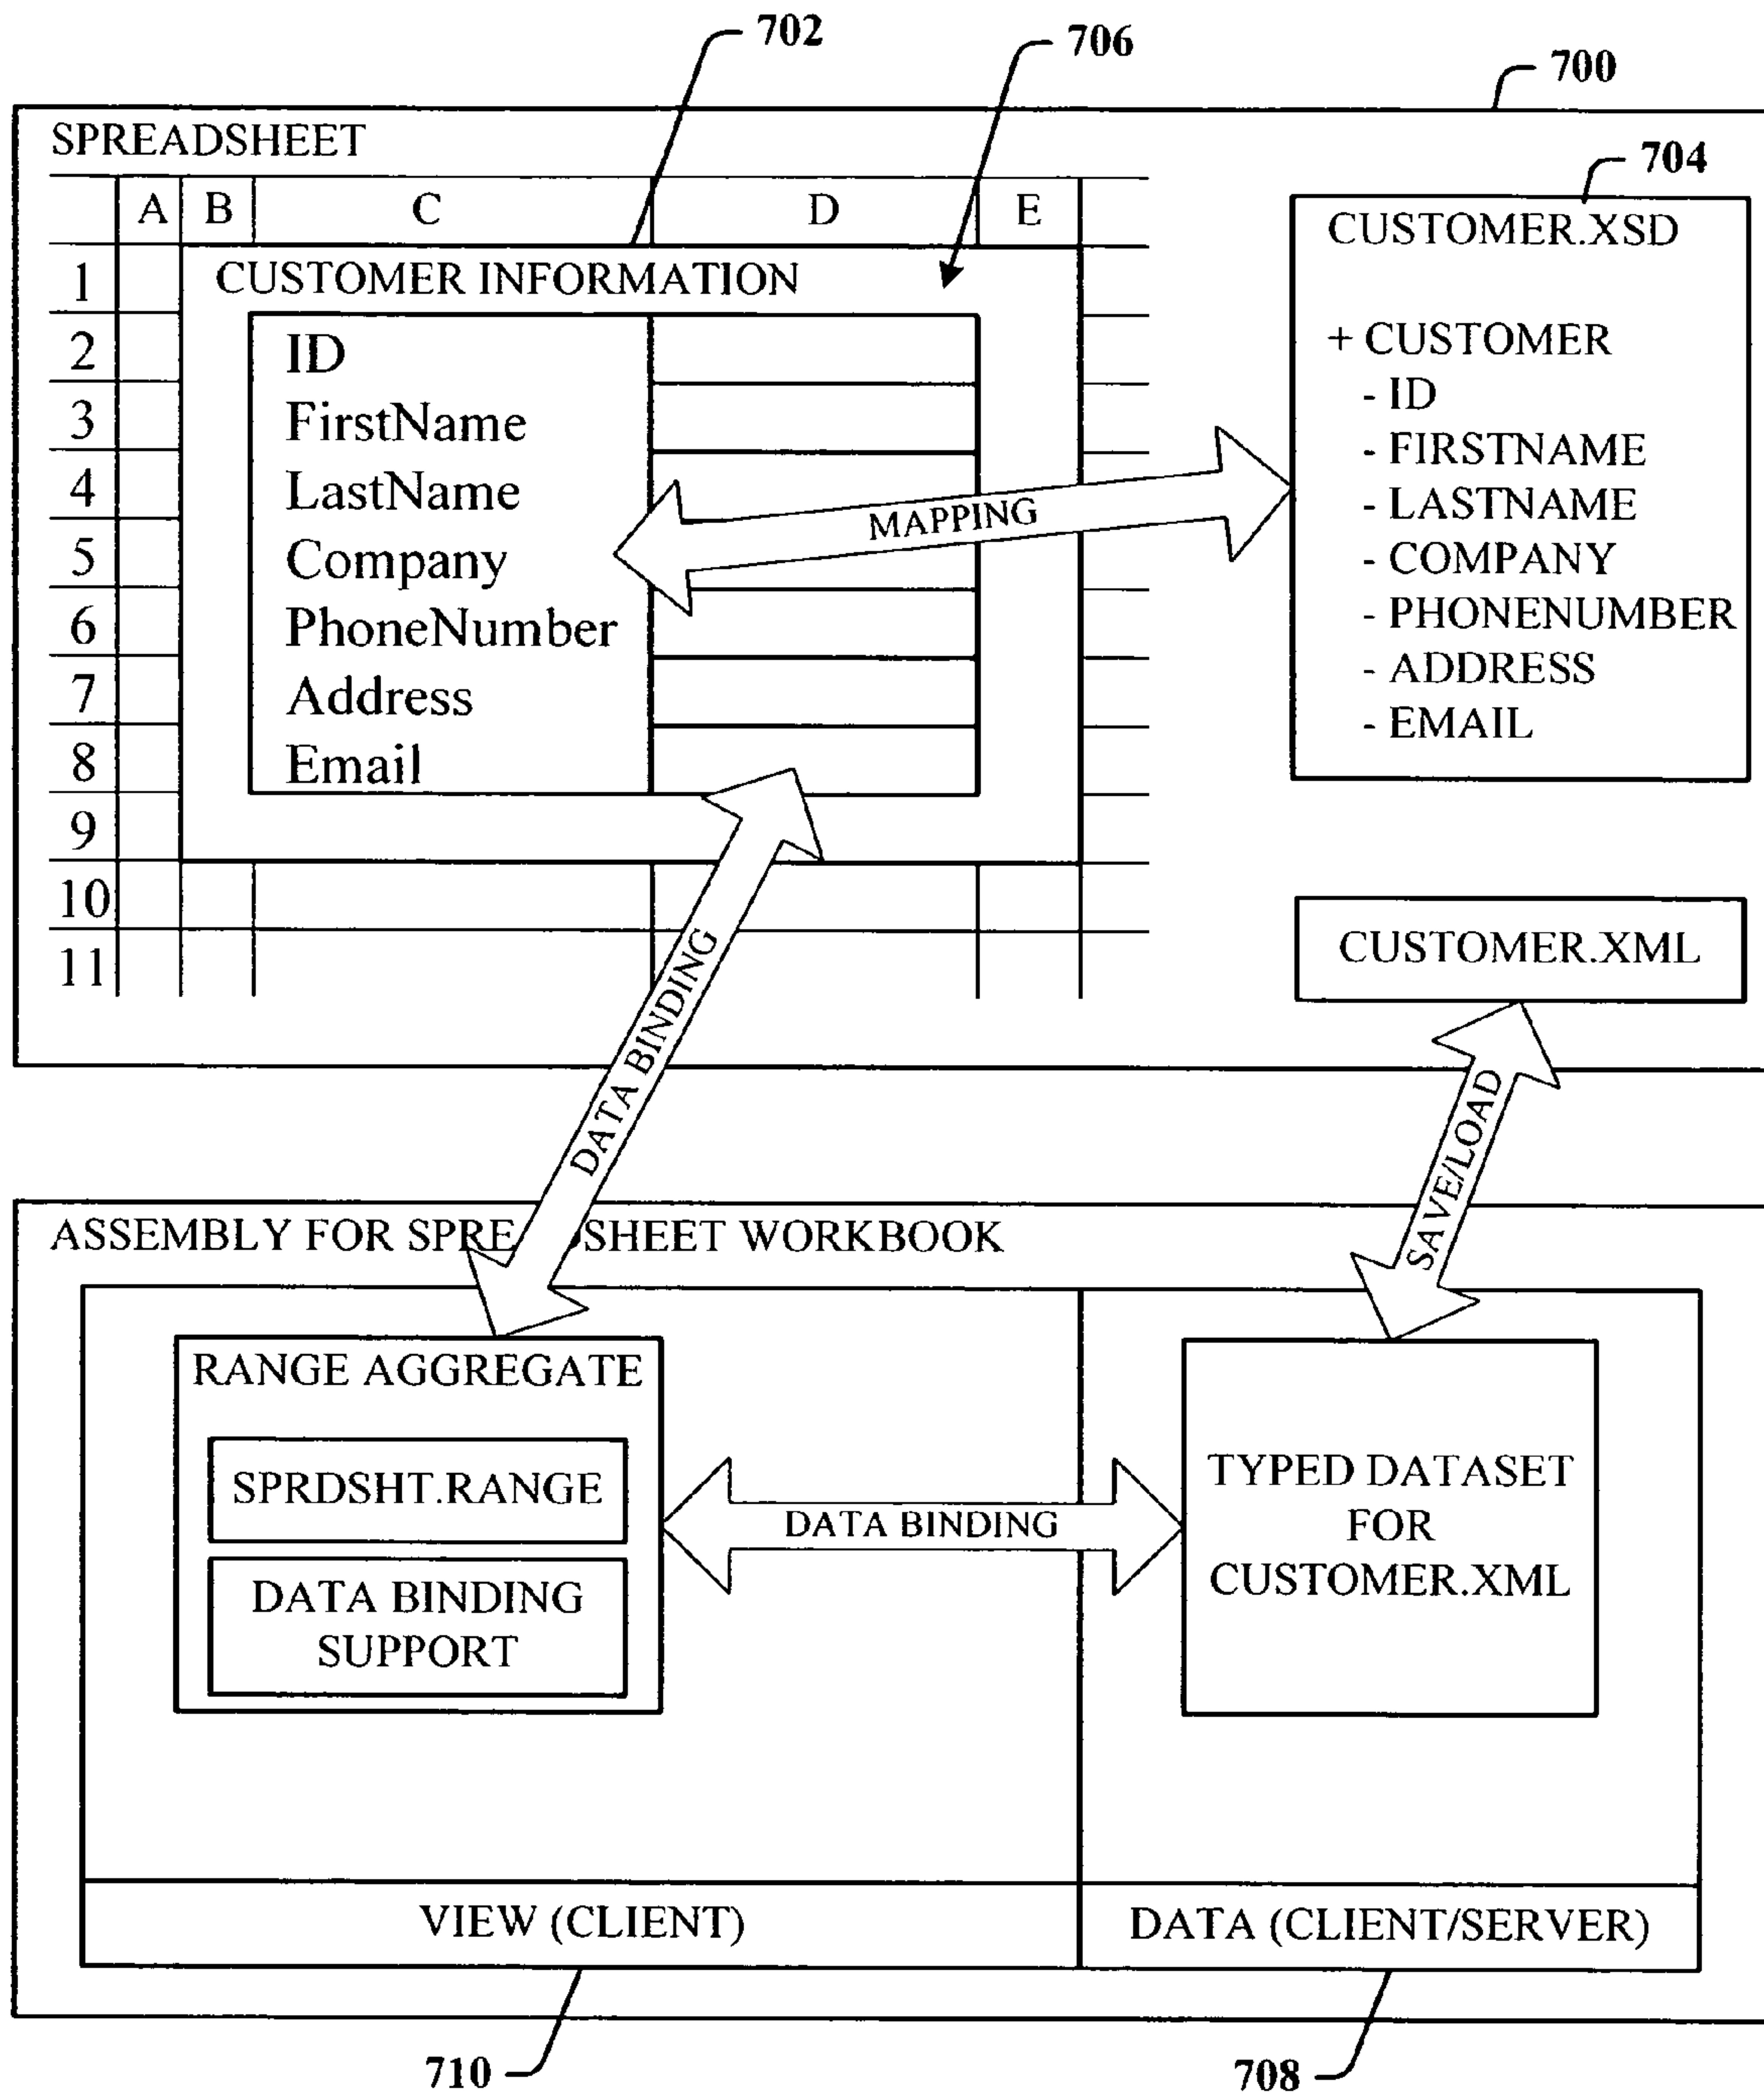 702
706
700
SPREADSHEET
704
A B C D E
CUSTOMER.XSD
1 CUSTOMER INFORMATION
2 ID
+ CUSTOMER
- ID
3 FirstName
- FIRSTNAME
4 LastName
- LASTNAME
MAPPING
5 Company
- COMPANY
6 PhoneNumber
- PHONENUMBER
7 Address
- ADDRESS
8 Email
- EMAIL
9
10
11
CUSTOMER.XML
DATA BINDING
SAVE/LOAD
ASSEMBLY FOR SPRE DSHEET WORKBOOK
RANGE AGGREGATE
SPRDSHT.RANGE
DATA BINDING
SUPPORT
DATA BINDING
TYPED DATASET
FOR
CUSTOMER.XML
VIEW (CLIENT)
DATA (CLIENT/SERVER)
710
708